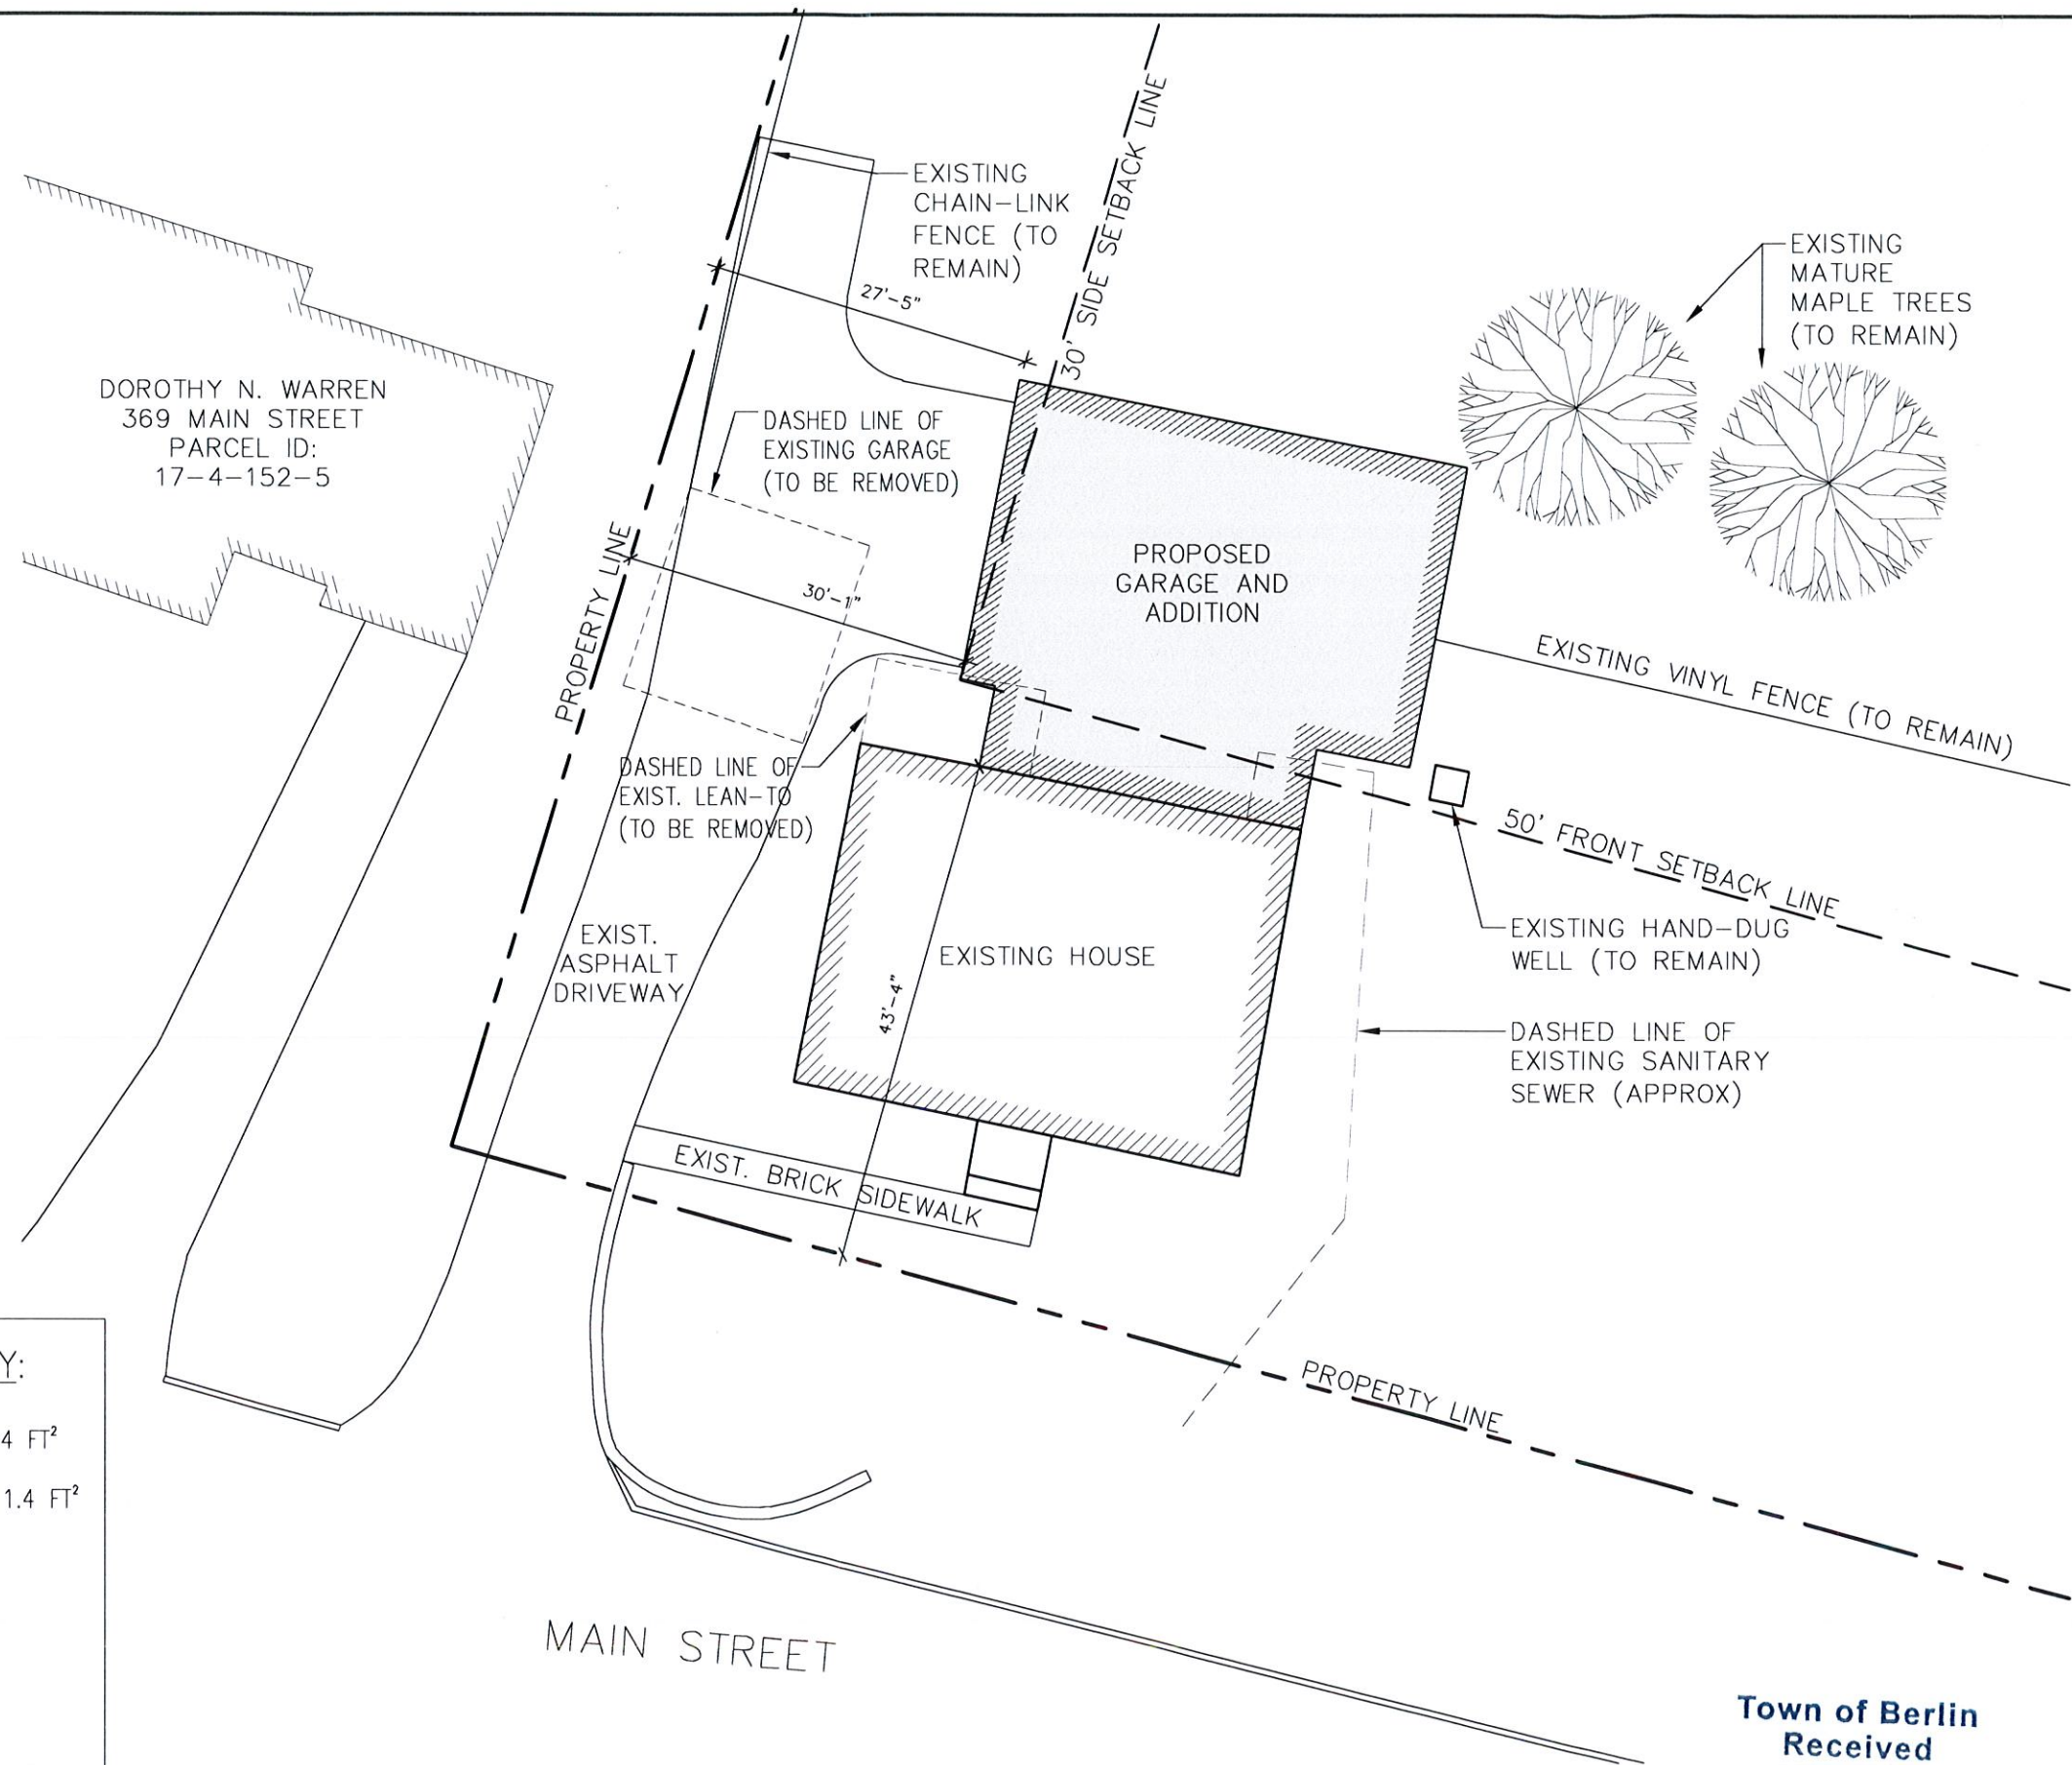 EXISTING
CHAIN-LINK
FENCE (TO
REMAIN)
30' SIDE SETBACK LINE
27'-5"
EXISTING
MATURE
MAPLE TREES
(TO REMAIN)
DOROTHY N. WARREN
369 MAIN STREET
PARCEL ID:
17-4-152-5
DASHED LINE OF
EXISTING GARAGE
(TO BE REMOVED)
PROPERTY LINE
30'-1"
PROPOSED
GARAGE AND
ADDITION
EXISTING VINYL FENCE (TO REMAIN)
DASHED LINE OF
EXIST. LEAN-TO
(TO BE REMOVED)
50' FRONT SETBACK LINE
EXISTING HAND-DUG
WELL (TO REMAIN)
EXIST.
ASPHALT
DRIVEWAY
EXISTING HOUSE
43'-4"
DASHED LINE OF
EXISTING SANITARY
SEWER (APPROX)
EXIST. BRICK SIDEWALK
PROPERTY LINE
Y:
4 FT²
1.4 FT²
MAIN STREET
Town of Berlin
Received